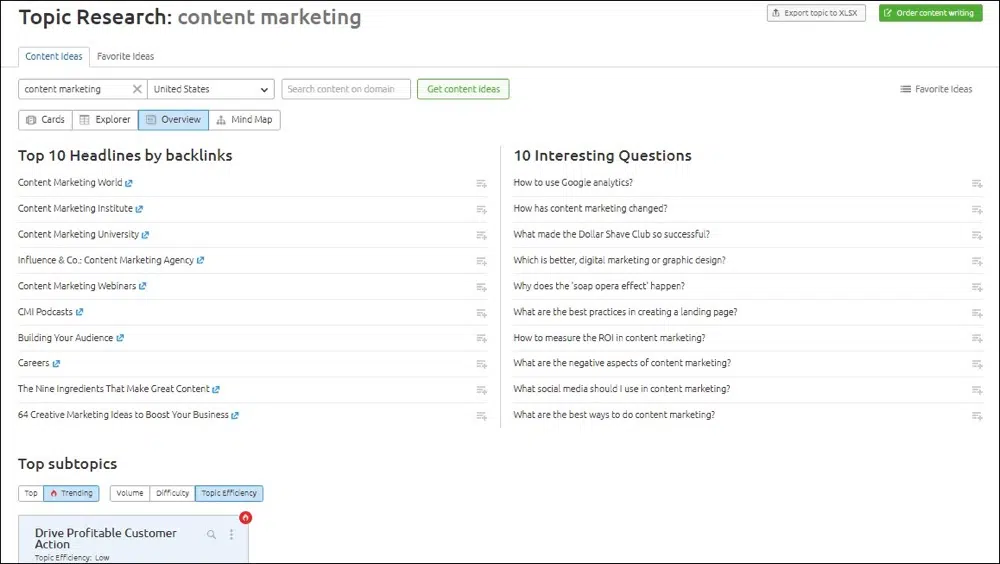 Topic Research: content marketing
Export topic to XLSX
Order content writing
Content Ideas
Favorite Ideas
content marketing
United States
Search content on domain
Get content ideas
Favorite Ideas
Cards
Explorer
Overview
Mind Map
Top 10 Headlines by backlinks
Content Marketing World
Content Marketing Institute
Content Marketing University
Influence & Co.: Content Marketing Agency
Content Marketing Webinars
CMI Podcasts
Building Your Audience
Careers
The Nine Ingredients That Make Great Content
64 Creative Marketing Ideas to Boost Your Business
10 Interesting Questions
How to use Google analytics?
How has content marketing changed?
What made the Dollar Shave Club so successful?
Which is better, digital marketing or graphic design?
Why does the 'soap opera effect' happen?
What are the best practices in creating a landing page?
How to measure the ROI in content marketing?
What are the negative aspects of content marketing?
What social media should I use in content marketing?
What are the best ways to do content marketing?
Top subtopics
Top
Trending
Volume
Difficulty
Topic Efficiency
Drive Profitable Customer
Action
Topic Efficiency: Low